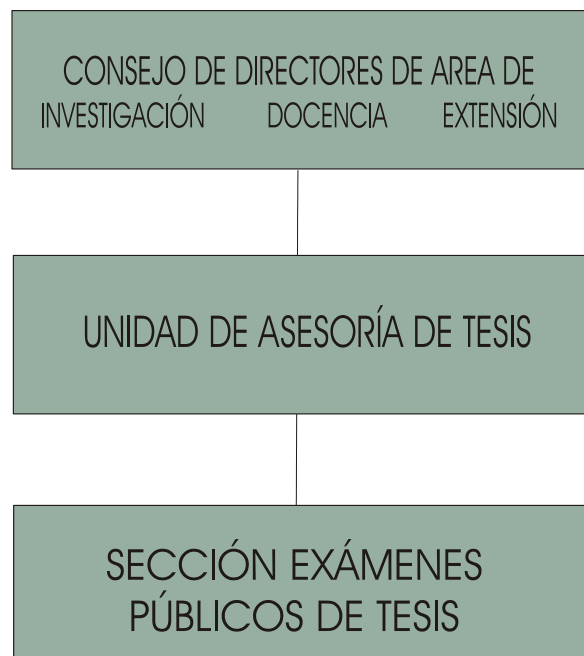 CONSEJO DE DIRECTORES DE AREA DE
INVESTIGACIÓN DOCENCIA EXTENSIÓN
UNIDAD DE ASESORÍA DE TESIS
SECCIÓN EXÁMENES
PÚBLICOS DE TESIS